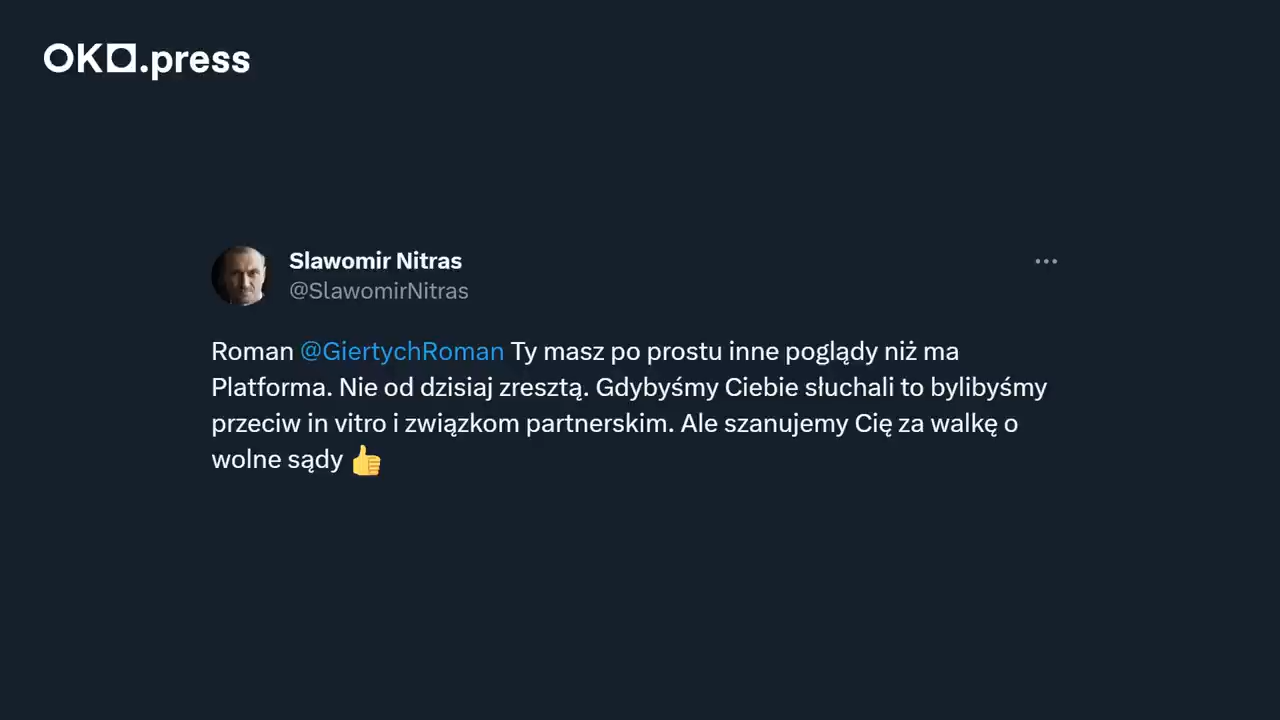 OKO.press
Slawomir Nitras
@SlawomirNitras
Roman @GiertychRoman Ty masz po prostu inne poglądy niż ma
Platforma. Nie od dzisiaj zresztą. Gdybyśmy Ciebie słuchali to bylibyśmy
przeciw in vitro i związkom partnerskim. Ale szanujemy Cię za walkę o
wolne sądy 👍